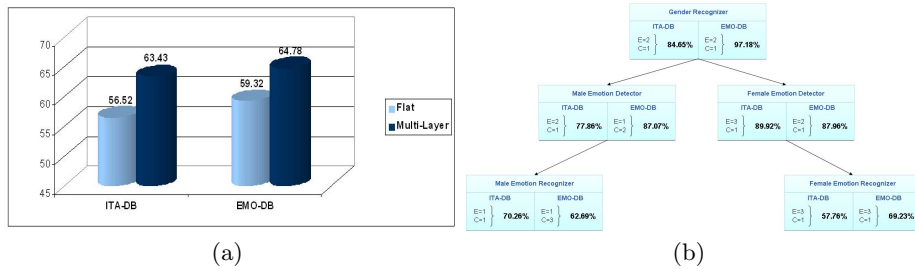 70
65
60
55
50
45
56.52
63.43
59.32
64.78
ITA-DB
EMO-DB
Flat
Multi-Layer
(a)
Gender Recognizer
ITA-DB EMO-DB
E=2 C=1 } 84.65% E=2 C=1 } 97.18%
Male Emotion Detector
ITA-DB EMO-DB
E=2 C=1 } 77.86% E=1 C=2 } 87.07%
Female Emotion Detector
ITA-DB EMO-DB
E=3 C=1 } 89.92% E=2 C=1 } 87.96%
Male Emotion Recognizer
ITA-DB EMO-DB
E=1 C=1 } 70.26% E=1 C=3 } 62.69%
Female Emotion Recognizer
ITA-DB EMO-DB
E=3 C=1 } 57.76% E=3 C=1 } 69.23%
(b)